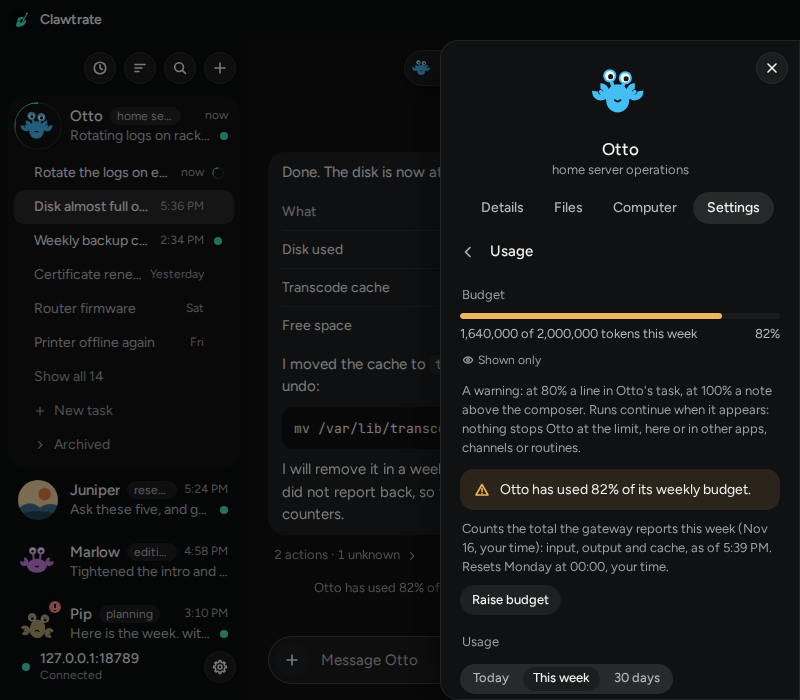 Clawtrate
Otto
home se...
now
Rotating logs on rack...
Rotate the logs on e...
now
Disk almost full o...
5:36 PM
Weekly backup c...
2:34 PM
Certificate rene...
Yesterday
Router firmware
Sat
Printer offline again
Fri
Show all 14
+ New task
Archived
Juniper
rese...
5:24 PM
Ask these five, and g...
Marlow
editi...
4:58 PM
Tightened the intro and ...
Pip
planning
3:10 PM
Here is the week. wit...
127.0.0.1:18789
Connected
Done. The disk is now at
What
Disk used
Transcode cache
Free space
I moved the cache to
undo:
mv /var/lib/transc
I will remove it in a week
did not report back, so
counters.
2 actions · 1 unknown
Otto has used 82% of
Message Otto
Otto
home server operations
Details
Files
Computer
Settings
Usage
Budget
1,640,000 of 2,000,000 tokens this week
82%
Shown only
A warning: at 80% a line in Otto's task, at 100% a note
above the composer. Runs continue when it appears:
nothing stops Otto at the limit, here or in other apps,
channels or routines.
Otto has used 82% of its weekly budget.
Counts the total the gateway reports this week (Nov
16, your time): input, output and cache, as of 5:39 PM.
Resets Monday at 00:00, your time.
Raise budget
Usage
Today
This week
30 days